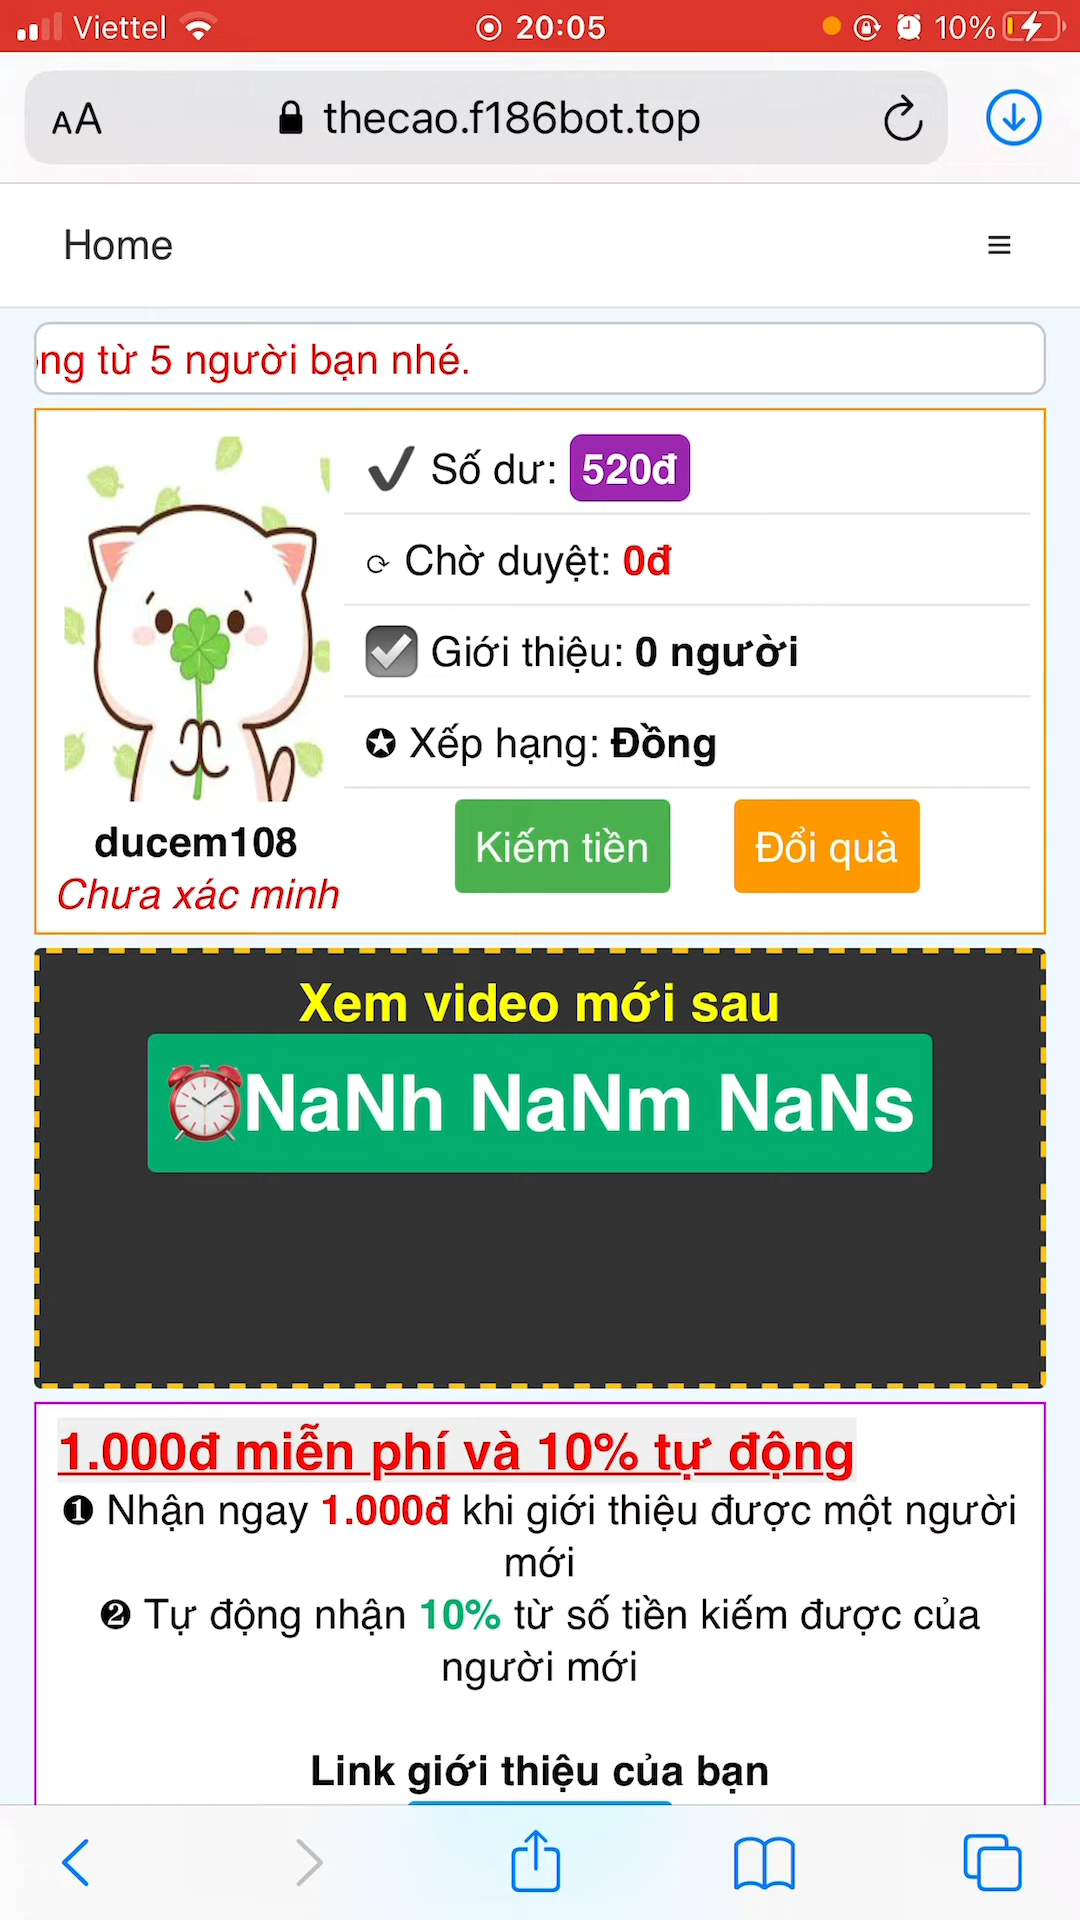 Viettel 20:05 10%
AA thecao.f186bot.top
Home ≡
ng từ 5 người bạn nhé.
✔ Số dư: 520đ
⟳ Chờ duyệt: 0đ
☑ Giới thiệu: 0 người
✪ Xếp hạng: Đồng
ducem108
Chưa xác minh
Kiếm tiền Đổi quà
Xem video mới sau
⏰NaNh NaNm NaNs
1.000đ miễn phí và 10% tự động
❶ Nhận ngay 1.000đ khi giới thiệu được một người
mới
❷ Tự động nhận 10% từ số tiền kiếm được của
người mới
Link giới thiệu của bạn